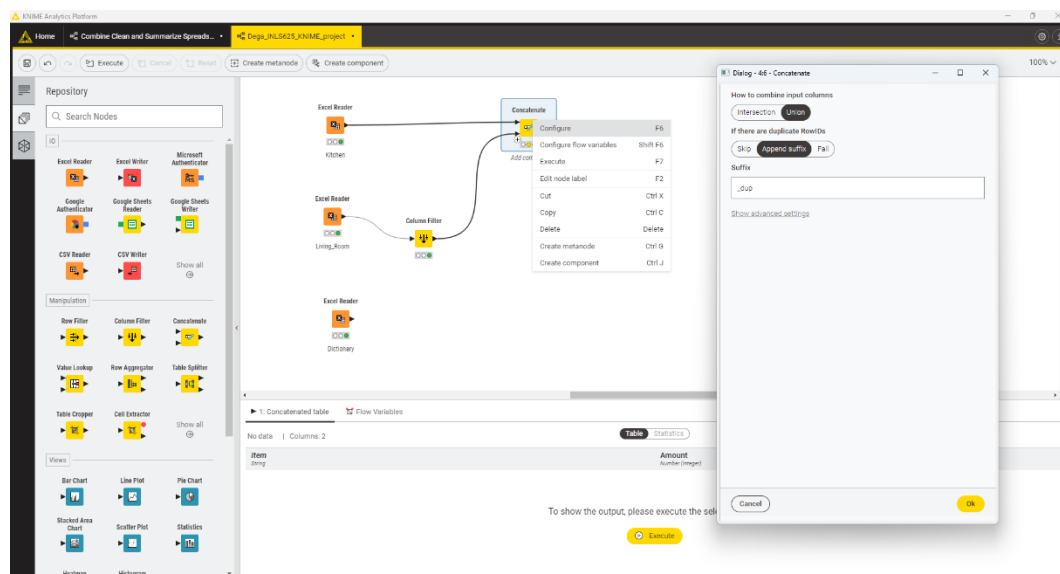 KNIME Analytics Platform
Home
Combine Clean and Summarize Spreads...
Dega_INLS625_KNIME_project
Execute
Cancel
Reset
Create metanode
Create component
100%
Repository
Search Nodes
IO
Excel Reader
Excel Writer
Microsoft
Authenticator
Google
Authenticator
Google Sheets
Reader
Google Sheets
Writer
CSV Reader
CSV Writer
Show all
Manipulation
Row Filter
Column Filter
Concatenate
Value Lookup
Row Aggregator
Table Splitter
Table Cropper
Cell Extractor
Show all
Views
Bar Chart
Line Plot
Pie Chart
Stacked Area
Chart
Scatter Plot
Statistics
Heatmap
Histogram
Excel Reader
Kitchen
Excel Reader
Living_Room
Column Filter
Excel Reader
Dictionary
Concatenate
Add com
Configure F6
Configure flow variables Shift F6
Execute F7
Edit node label F2
Cut Ctrl X
Copy Ctrl C
Delete Delete
Create metanode Ctrl G
Create component Ctrl J
1: Concatenated table
Flow Variables
No data | Columns: 2
Table Statistics
Item
String
Amount
Number (integer)
To show the output, please execute the sel
Execute
Dialog - 4:6 - Concatenate
How to combine input columns
Intersection Union
If there are duplicate RowIDs
Skip Append suffix Fail
Suffix
_dup
Show advanced settings
Cancel
Ok